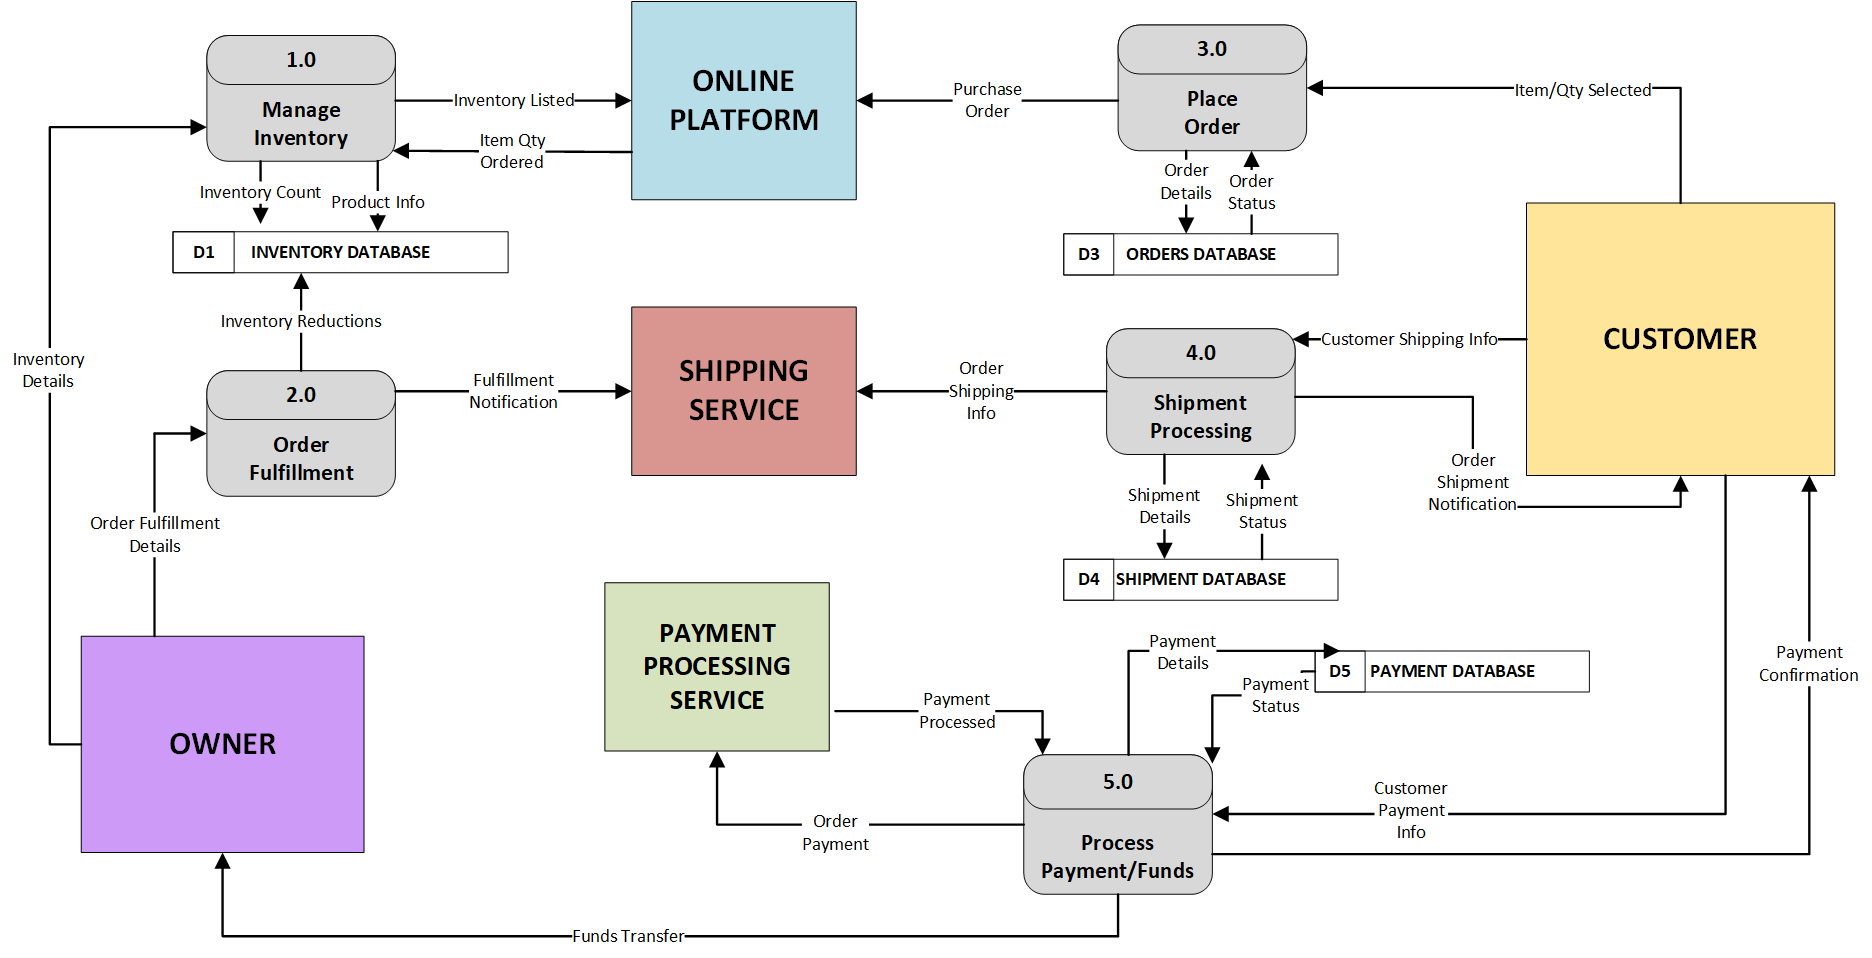 1.0
Manage
Inventory
Inventory Listed
Item Qty
Ordered
ONLINE
PLATFORM
Purchase
Order
3.0
Place
Order
Item/Qty Selected
Inventory Count
Product Info
D1
INVENTORY DATABASE
Order
Details
Order
Status
D3
ORDERS DATABASE
Inventory Reductions
Inventory
Details
2.0
Order
Fulfillment
Fulfillment
Notification
SHIPPING
SERVICE
Order
Shipping
Info
4.0
Shipment
Processing
Customer Shipping Info
CUSTOMER
Order
Shipment
Notification
Shipment
Details
Shipment
Status
D4
SHIPMENT DATABASE
Order Fulfillment
Details
OWNER
PAYMENT
PROCESSING
SERVICE
Payment
Processed
Payment
Details
Payment
Status
D5
PAYMENT DATABASE
Payment
Confirmation
5.0
Process
Payment/Funds
Order
Payment
Customer
Payment
Info
Funds Transfer